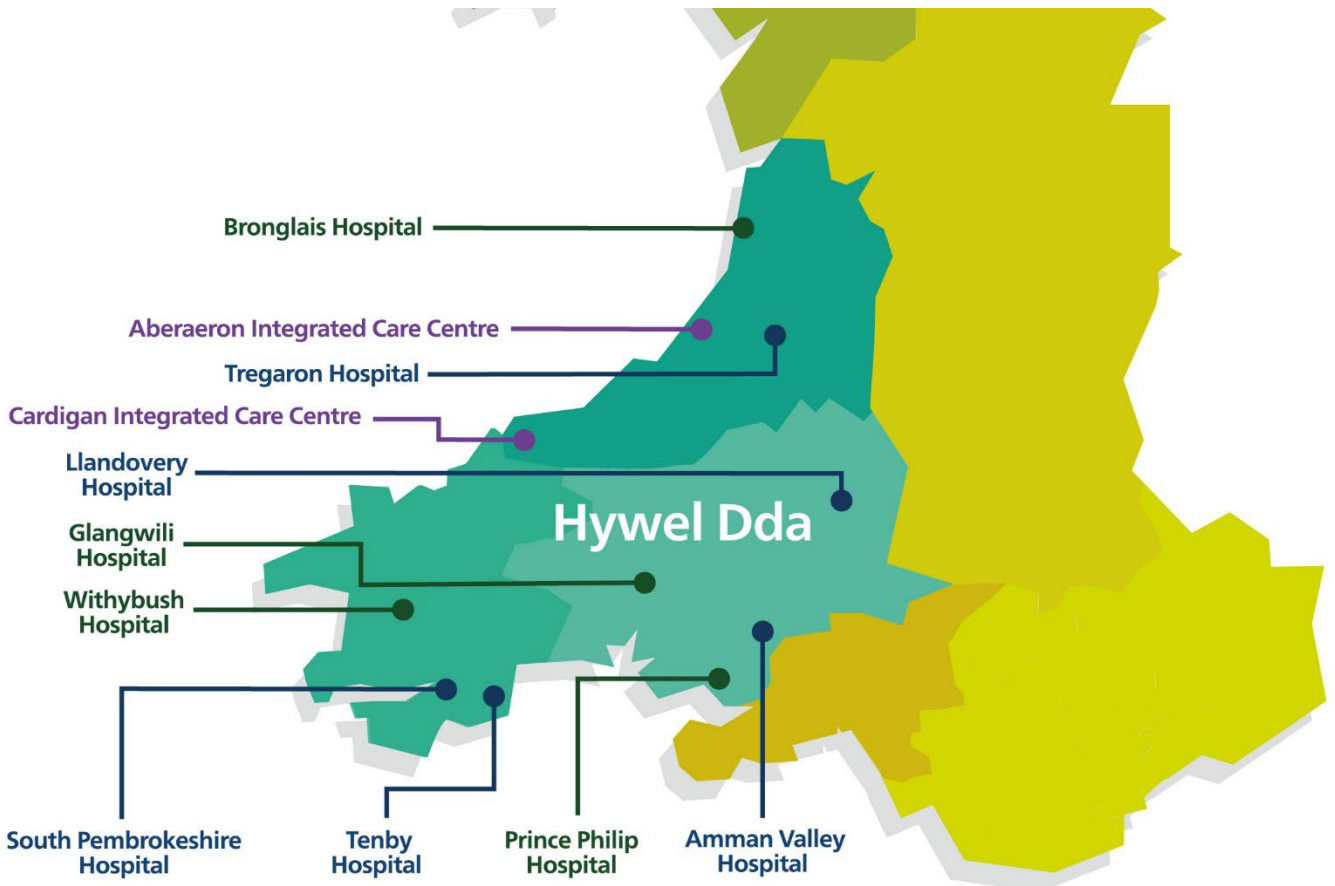 Bronglais Hospital
Aberaeron Integrated Care Centre
Tregaron Hospital
Cardigan Integrated Care Centre
Llandovery
Hospital
Hywel Dda
Glangwili
Hospital
Withybush
Hospital
South Pembrokeshire
Hospital
Tenby
Hospital
Prince Philip
Hospital
Amman Valley
Hospital